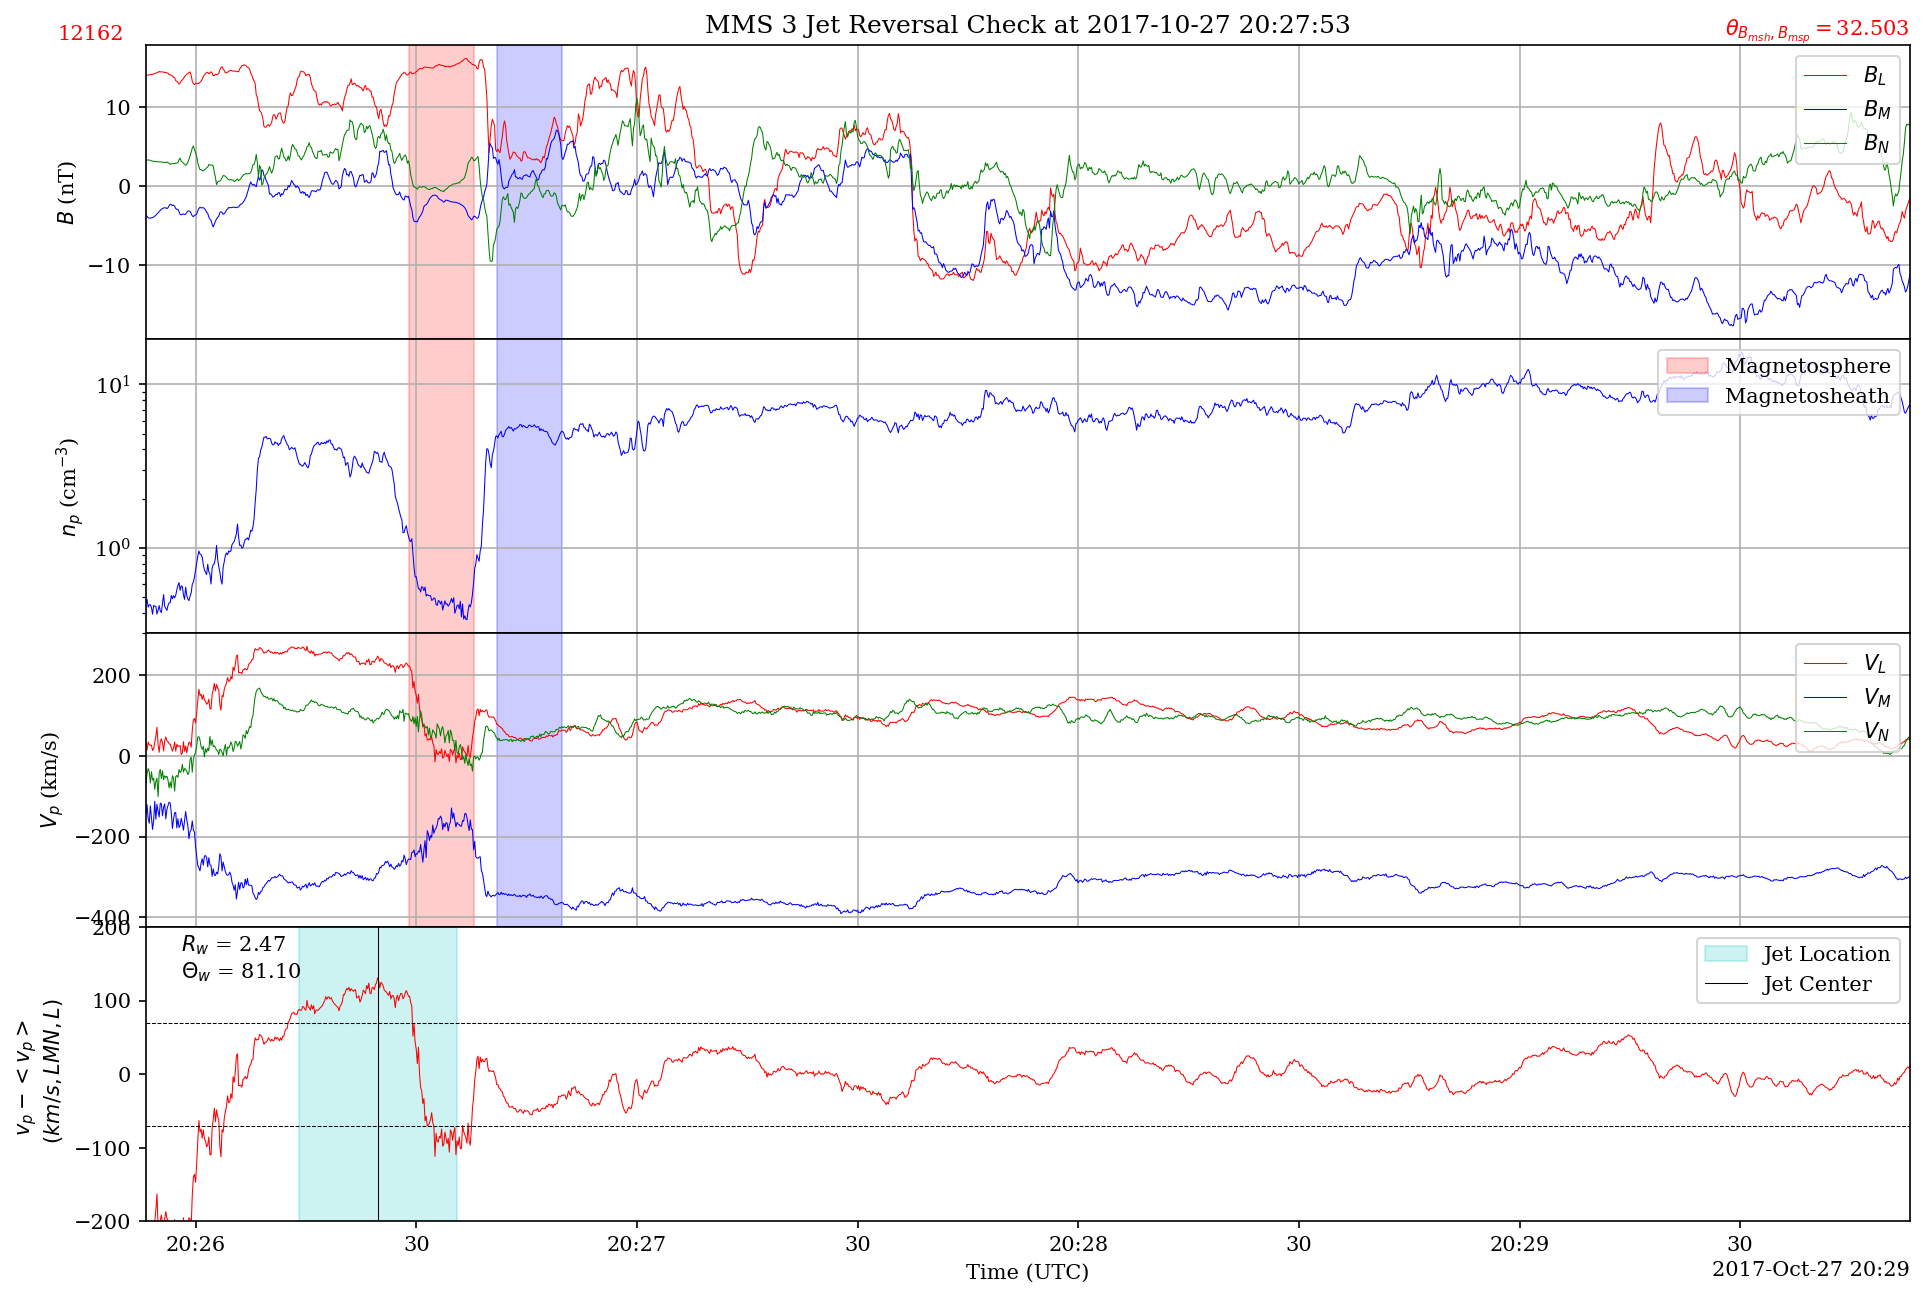 MMS 3 Jet Reversal Check at 2017-10-27 20:27:53
12162
θ_{B_{msh}, B_{msp}} = 32.503
B (nT)
10
0
−10
B_L
B_M
B_N
n_p (cm^{−3})
10^1
10^0
Magnetosphere
Magnetosheath
V_p (km/s)
200
0
−200
−400
V_L
V_M
V_N
v_p − < v_p >
(km/s, LMN, L)
200
100
0
−100
−200
R_w = 2.47
Θ_w = 81.10
Jet Location
Jet Center
20:26
30
20:27
30
20:28
30
20:29
30
Time (UTC)
2017-Oct-27 20:29